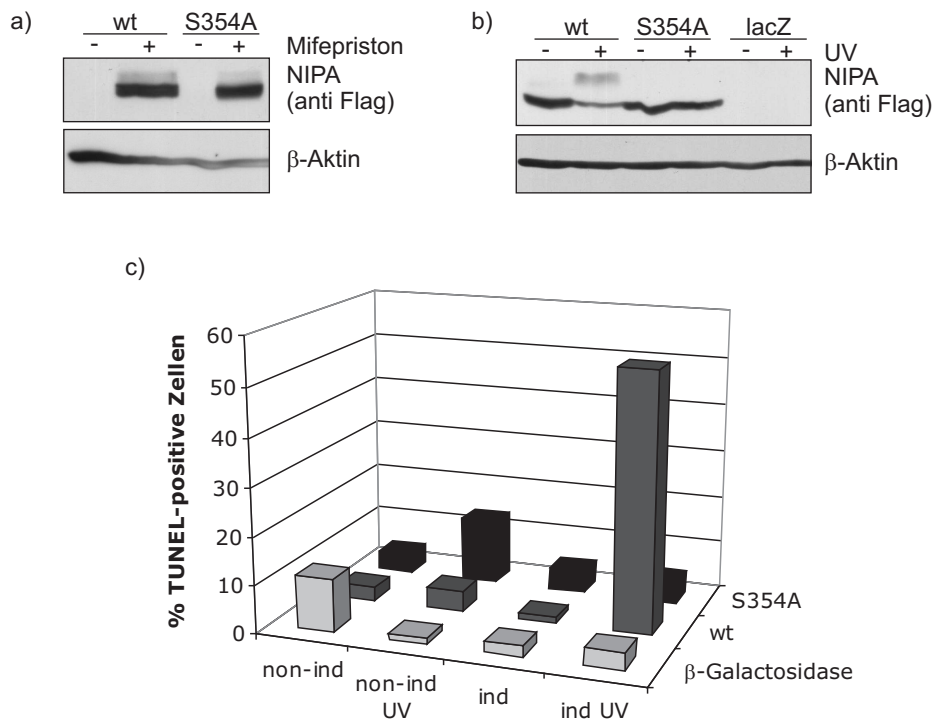 a)
wt S354A
- + - + Mifepriston
NIPA
(anti Flag)
β-Aktin
b)
wt S354A lacZ
- + - + - + UV
NIPA
(anti Flag)
β-Aktin
c)
% TUNEL-positive Zellen
60
50
40
30
20
10
0
non-ind
non-ind
UV
ind
ind UV
S354A
wt
β-Galactosidase